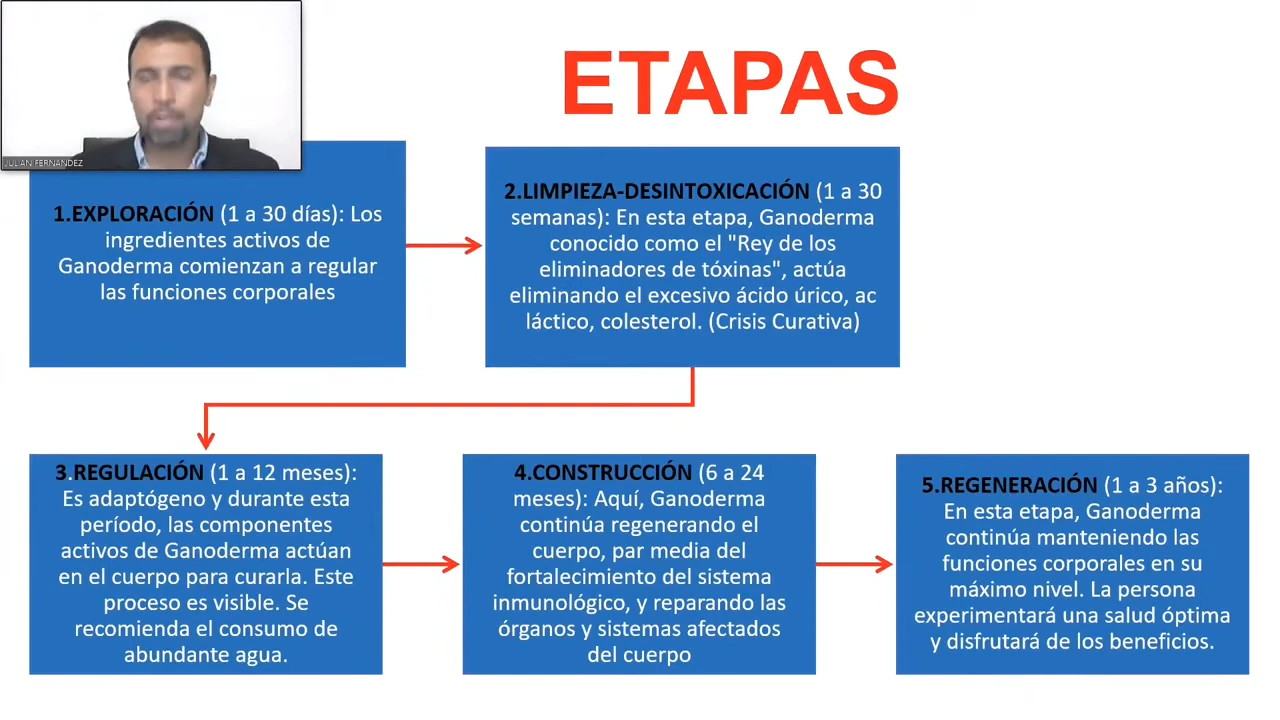 JULIAN FERNANDEZ
ETAPAS
1.EXPLORACIÓN (1 a 30 días): Los
ingredientes activos de
Ganoderma comienzan a regular
las funciones corporales
2.LIMPIEZA-DESINTOXICACIÓN (1 a 30
semanas): En esta etapa, Ganoderma
conocido como el "Rey de los
eliminadores de tóxinas", actúa
eliminando el excesivo ácido úrico, ac
láctico, colesterol. (Crisis Curativa)
3.REGULACIÓN (1 a 12 meses):
Es adaptógeno y durante esta
período, las componentes
activos de Ganoderma actúan
en el cuerpo para curarla. Este
proceso es visible. Se
recomienda el consumo de
abundante agua.
4.CONSTRUCCIÓN (6 a 24
meses): Aquí, Ganoderma
continúa regenerando el
cuerpo, par media del
fortalecimiento del sistema
inmunológico, y reparando las
órganos y sistemas afectados
del cuerpo
5.REGENERACIÓN (1 a 3 años):
En esta etapa, Ganoderma
continúa manteniendo las
funciones corporales en su
máximo nivel. La persona
experimentará una salud óptima
y disfrutará de los beneficios.